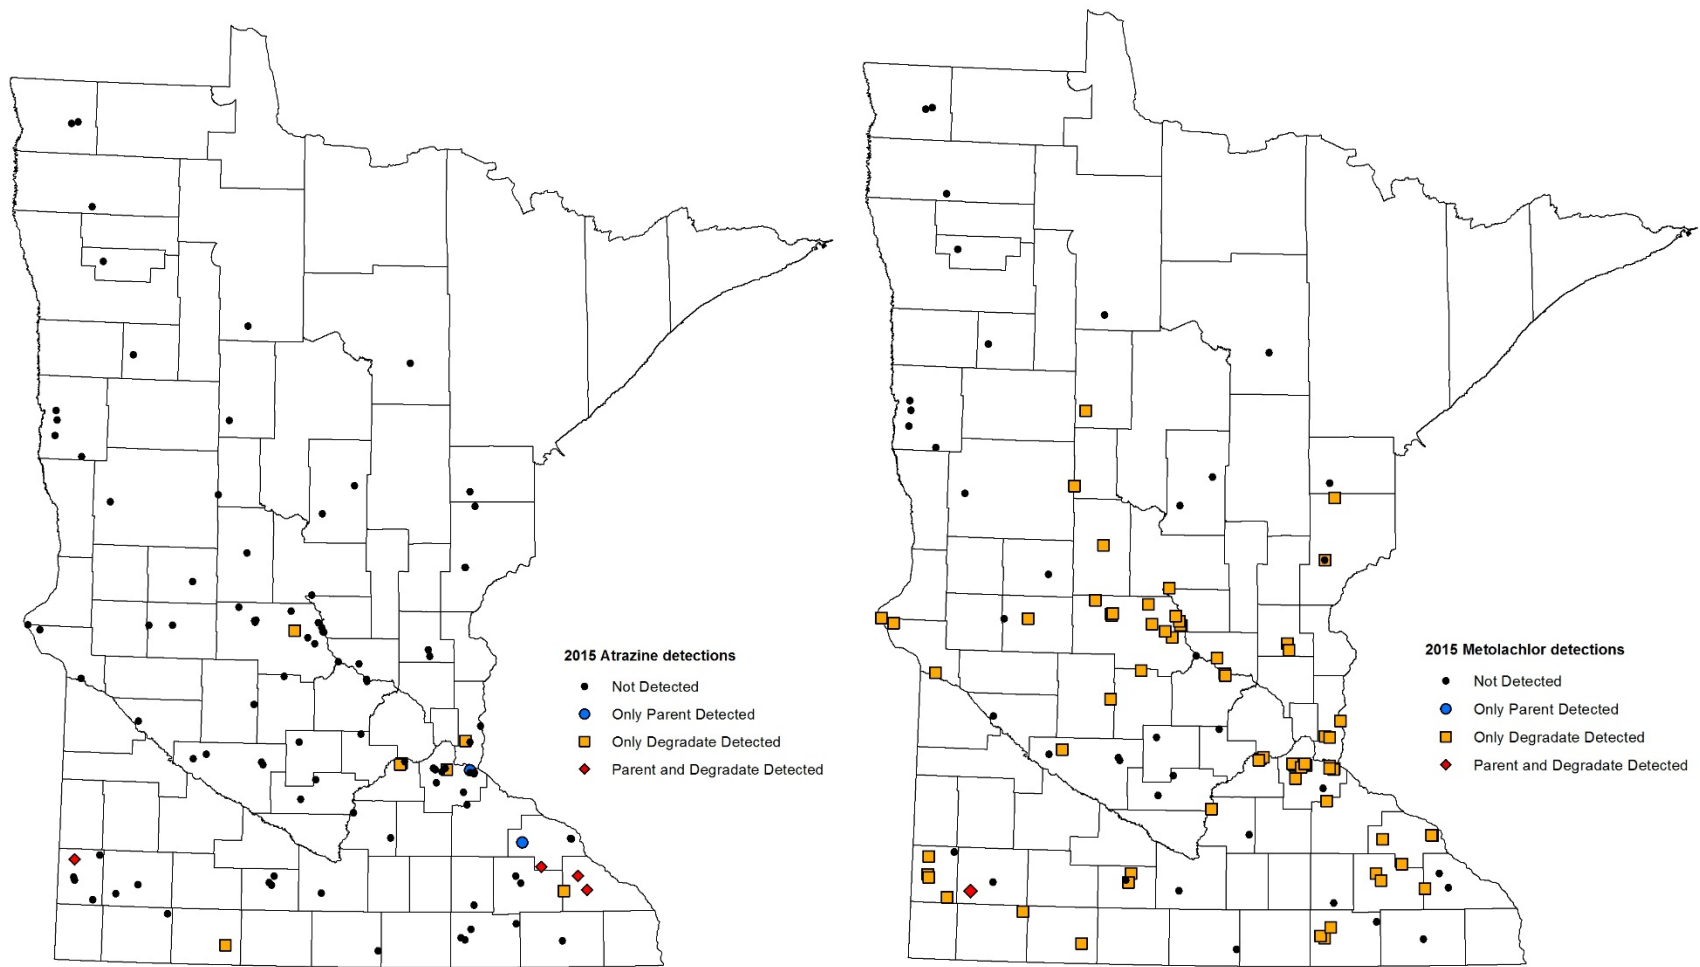 2015 Atrazine detections
Not Detected
Only Parent Detected
Only Degradate Detected
Parent and Degradate Detected
2015 Metolachlor detections
Not Detected
Only Parent Detected
Only Degradate Detected
Parent and Degradate Detected